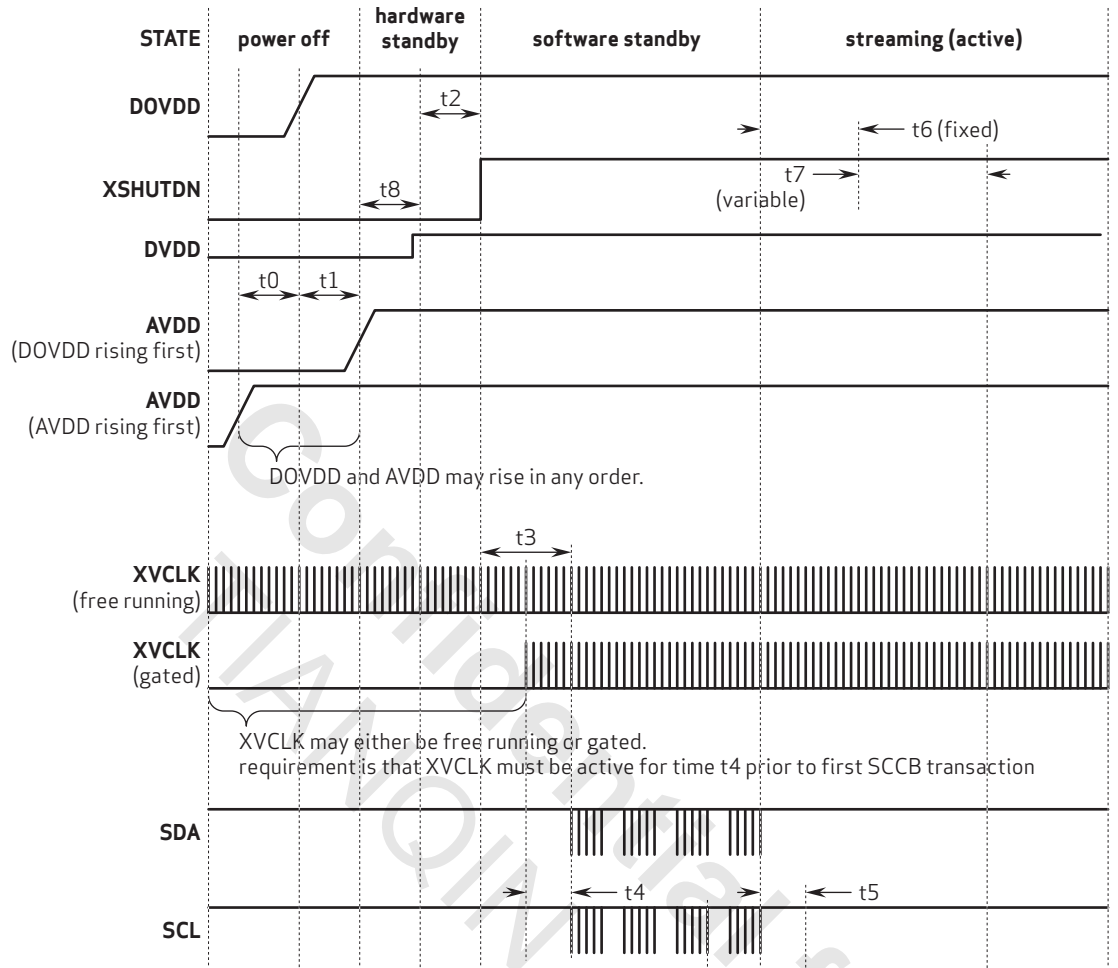 STATE power off hardware standby software standby streaming (active)
DOVDD
t2
t6 (fixed)
XSHUTDN
t8
t7
(variable)
DVDD
t0 t1
AVDD
(DOVDD rising first)
AVDD
(AVDD rising first)
DOVDD and AVDD may rise in any order.
t3
XVCLK
(free running)
XVCLK
(gated)
XVCLK may either be free running or gated.
requirement is that XVCLK must be active for time t4 prior to first SCCB transaction
SDA
t4 t5
SCL
Confidential f
TIANQIN